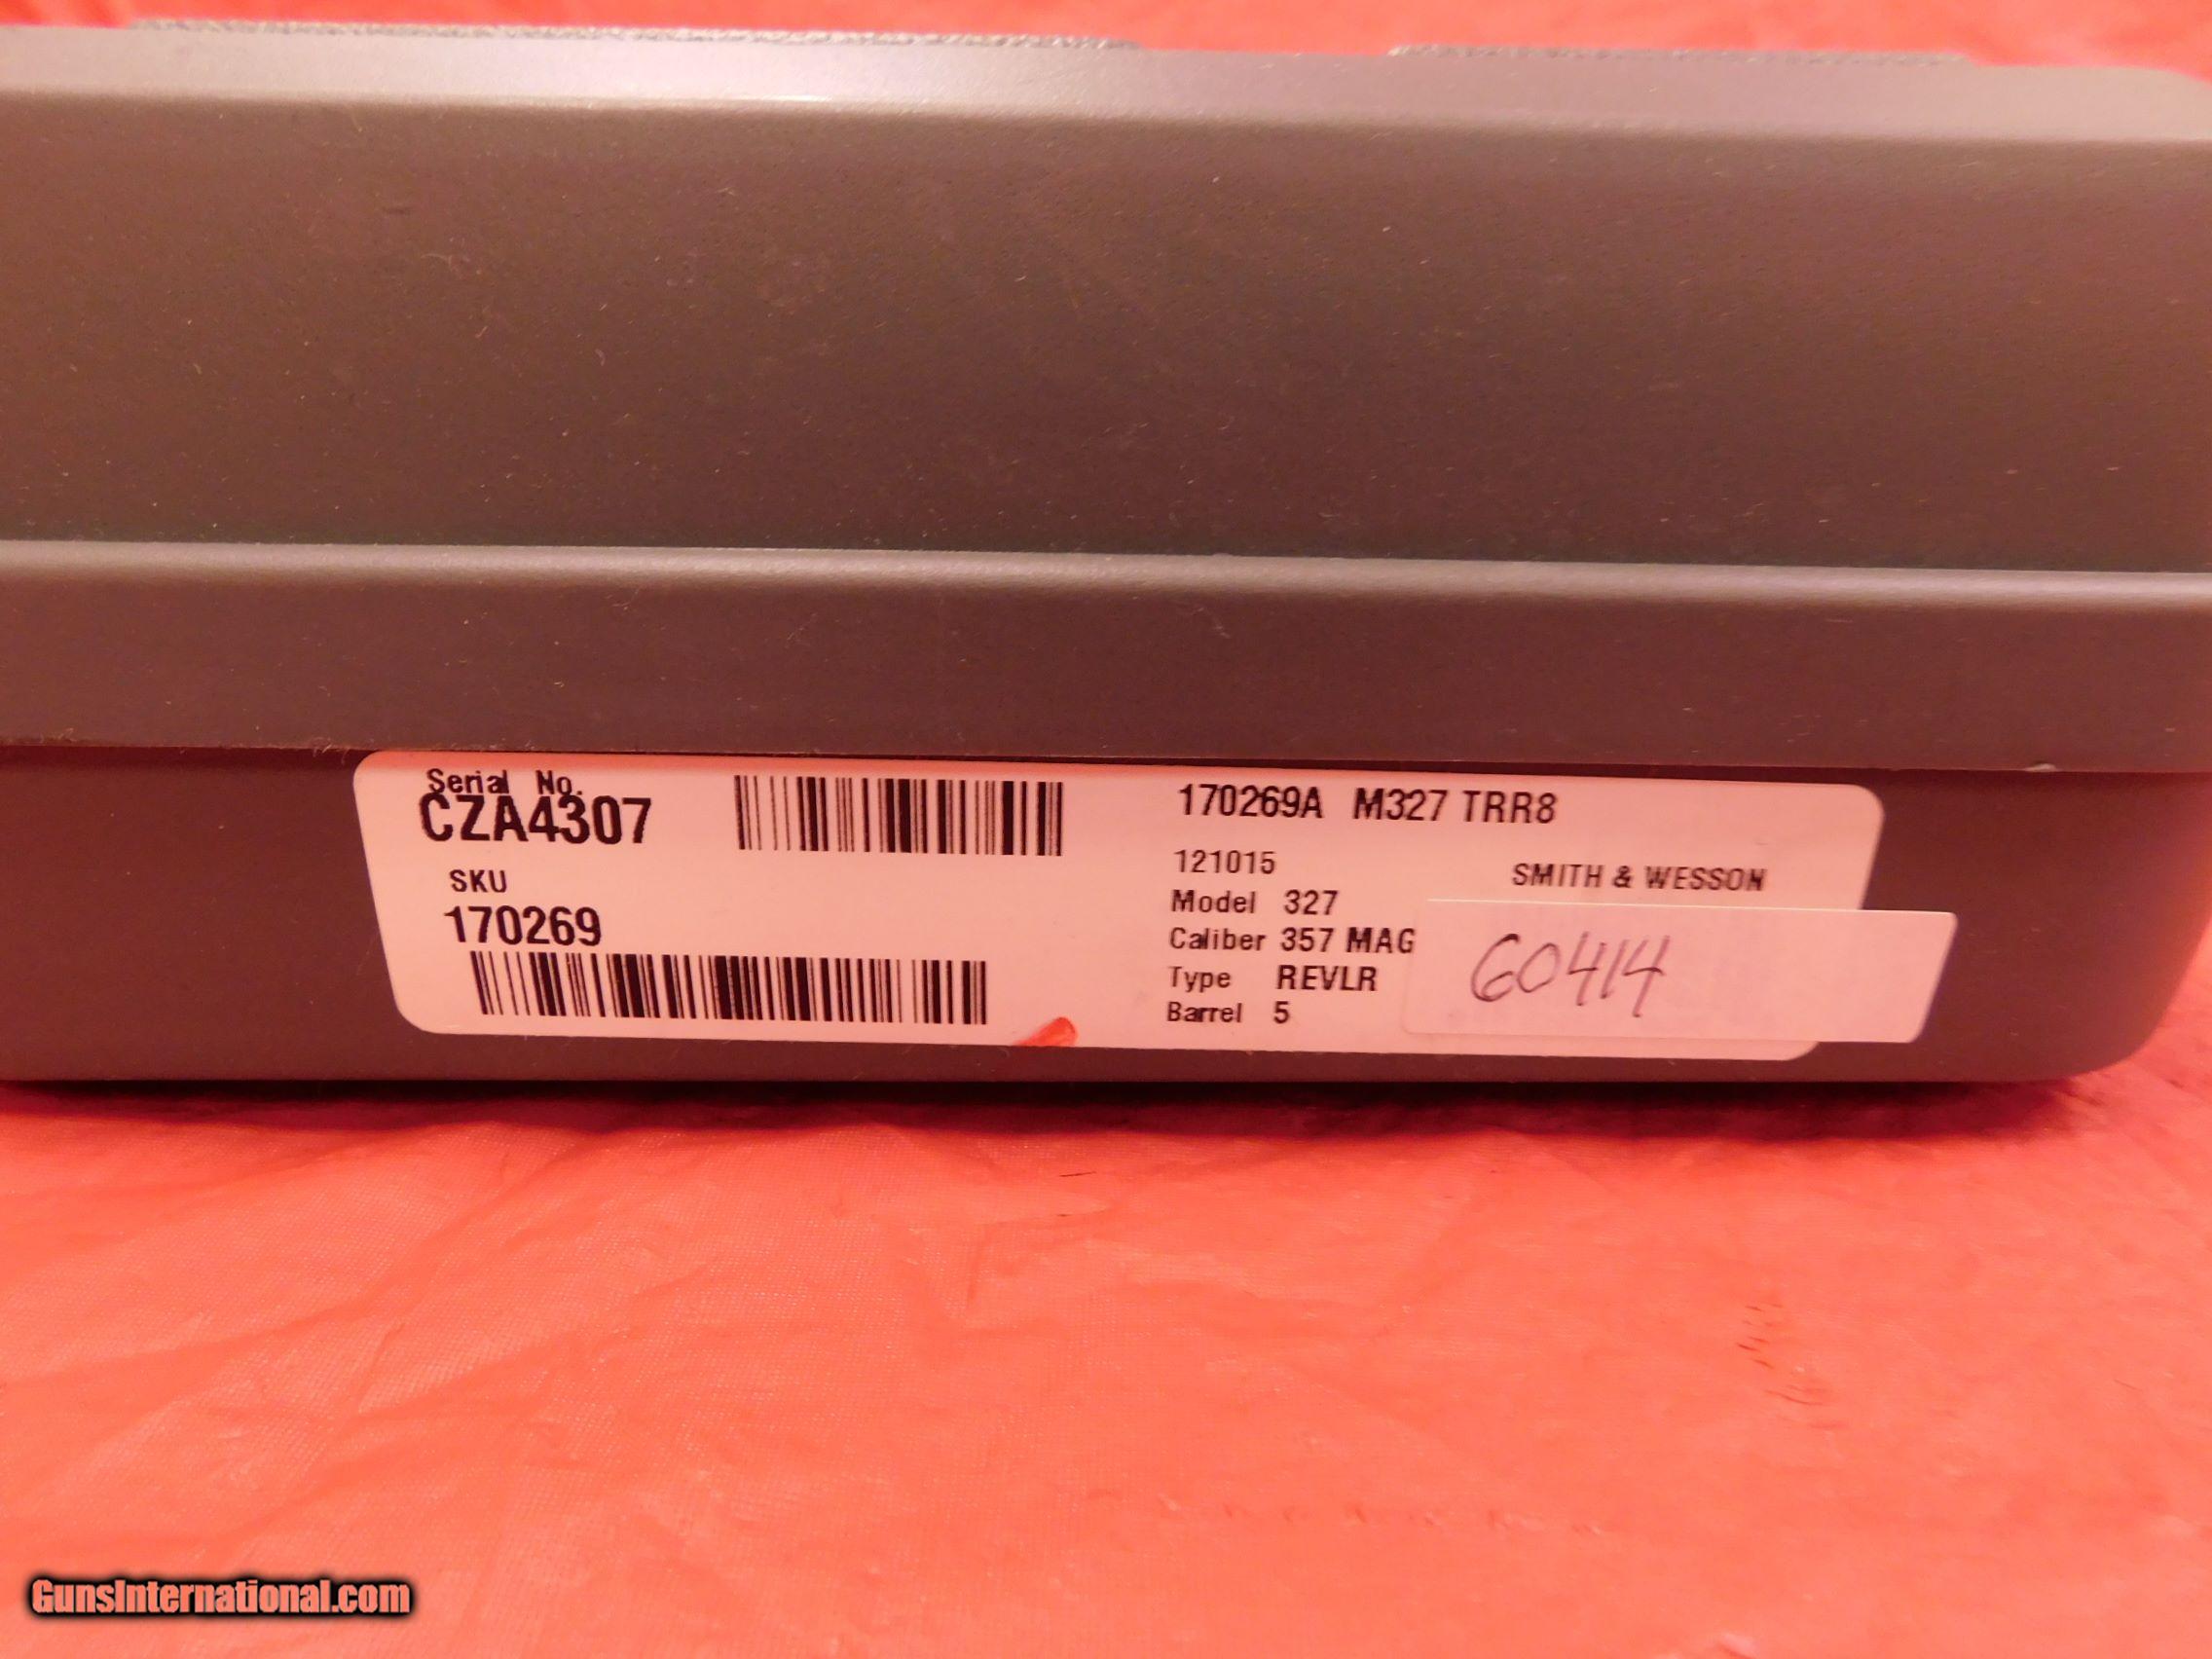 Serial No.
CZA4307
SKU
170269
170269A M327 TRR8
121015
SMITH & WESSON
Model 327
Caliber 357 MAG
Type REVLR
Barrel 5
60414
GunsInternational.com